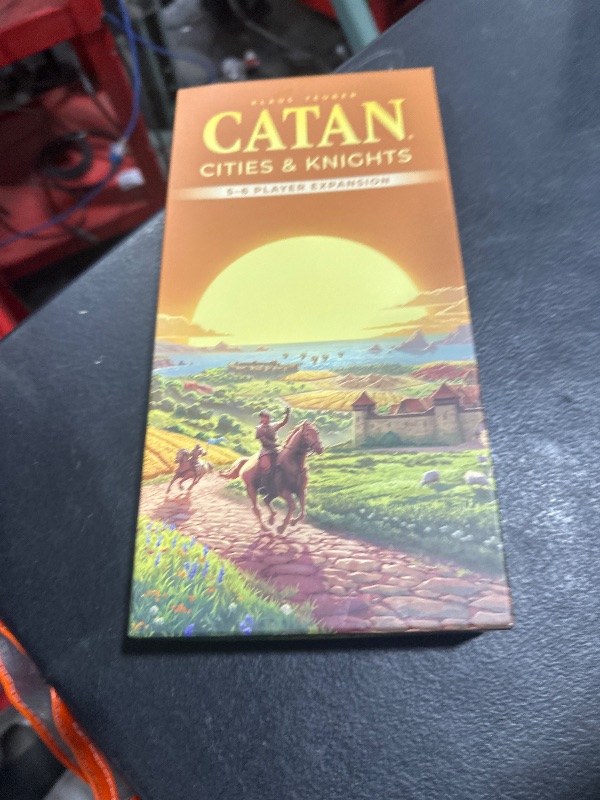 KLAUS TEUBER
CATAN.
CITIES & KNIGHTS
5-6 PLAYER EXPANSION